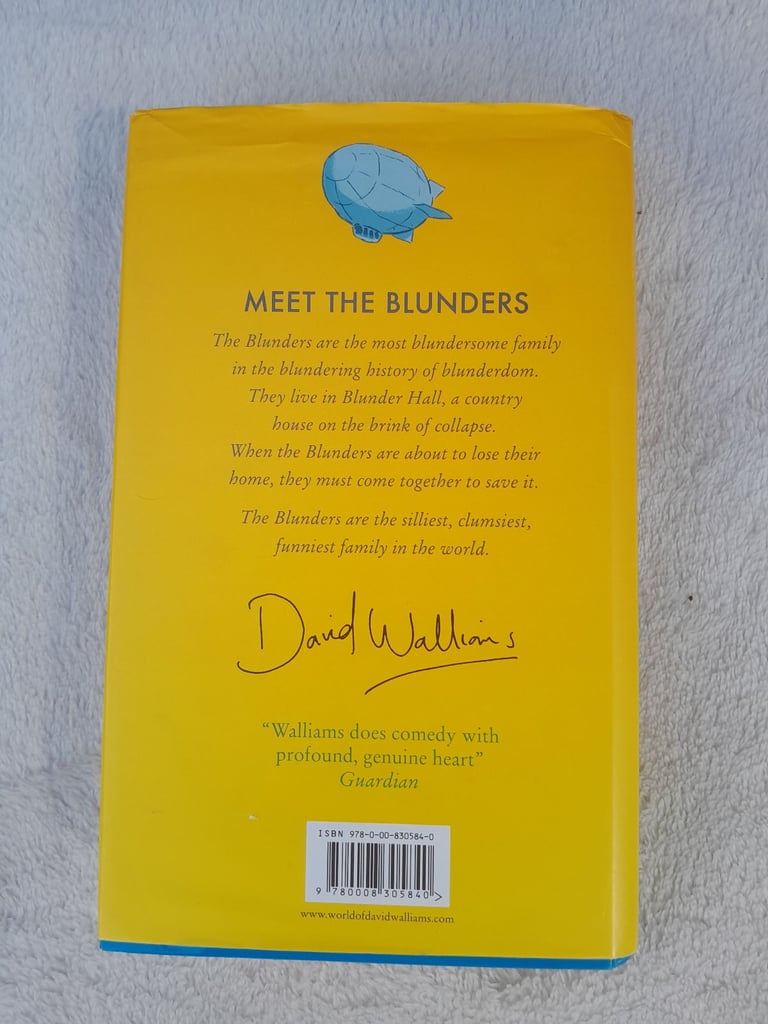 MEET THE BLUNDERS
The Blunders are the most blundersome family
in the blundering history of blunderdom.
They live in Blunder Hall, a country
house on the brink of collapse.
When the Blunders are about to lose their
home, they must come together to save it.
The Blunders are the silliest, clumsiest,
funniest family in the world.
David Walliams
“Walliams does comedy with
profound, genuine heart”
Guardian
ISBN 978-0-00-830584-0
9 780008 305840 >
www.worldofdavidwalliams.com